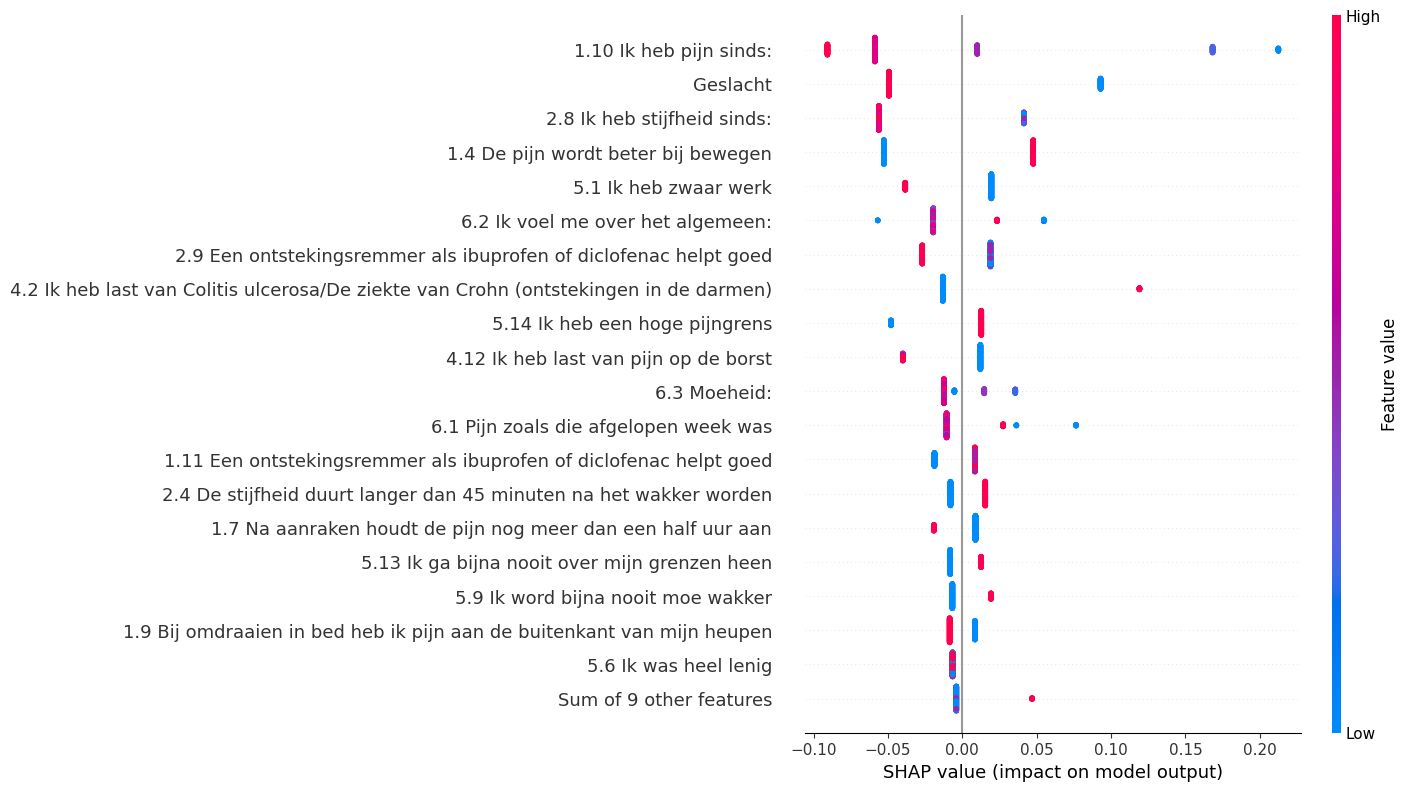 High
1.10 Ik heb pijn sinds:
Geslacht
2.8 Ik heb stijfheid sinds:
1.4 De pijn wordt beter bij bewegen
5.1 Ik heb zwaar werk
6.2 Ik voel me over het algemeen:
2.9 Een ontstekingsremmer als ibuprofen of diclofenac helpt goed
4.2 Ik heb last van Colitis ulcerosa/De ziekte van Crohn (ontstekingen in de darmen)
5.14 Ik heb een hoge pijngrens
4.12 Ik heb last van pijn op de borst
6.3 Moeheid:
6.1 Pijn zoals die afgelopen week was
1.11 Een ontstekingsremmer als ibuprofen of diclofenac helpt goed
2.4 De stijfheid duurt langer dan 45 minuten na het wakker worden
1.7 Na aanraken houdt de pijn nog meer dan een half uur aan
5.13 Ik ga bijna nooit over mijn grenzen heen
5.9 Ik word bijna nooit moe wakker
1.9 Bij omdraaien in bed heb ik pijn aan de buitenkant van mijn heupen
5.6 Ik was heel lenig
Sum of 9 other features
Feature value
Low
−0.10 −0.05 0.00 0.05 0.10 0.15 0.20
SHAP value (impact on model output)